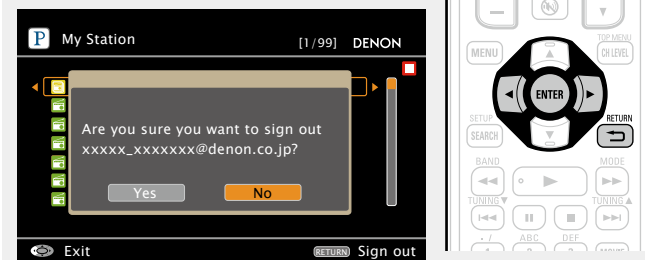 P My Station [1/99] DENON
Are you sure you want to sign out
xxxxx_xxxxxxx@denon.co.jp?
Yes No
Exit RETURN Sign out
TOP MENU
MENU CH LEVEL
ENTER
SETUP RETURN
SEARCH
BAND MODE
TUNING TUNING
. / ABC DEF